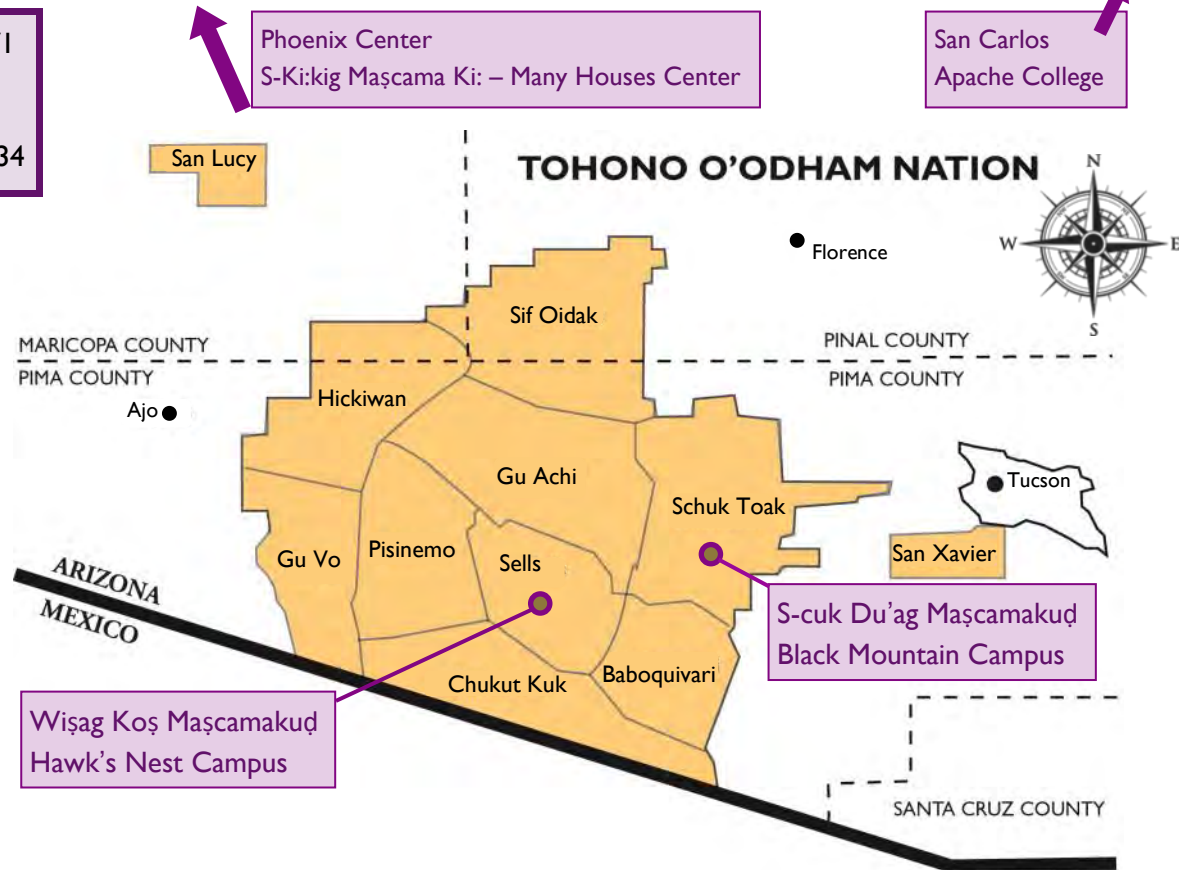 Phoenix Center
S-Ki:kig Maṣcama Ki: – Many Houses Center
San Carlos
Apache College
34
San Lucy
TOHONO O'ODHAM NATION
N
W
E
S
Florence
Sif Oidak
MARICOPA COUNTY
PIMA COUNTY
PINAL COUNTY
PIMA COUNTY
Ajo
Hickiwan
Gu Achi
Schuk Toak
Tucson
Gu Vo
Pisinemo
Sells
San Xavier
ARIZONA
MEXICO
S-cuk Du'ag Maṣcamakuḍ
Black Mountain Campus
Chukut Kuk
Baboquivari
Wiṣag Koṣ Maṣcamakuḍ
Hawk's Nest Campus
SANTA CRUZ COUNTY